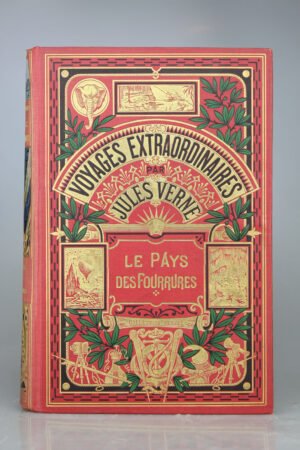 VOYAGES EXTRAORDINAIRES
PAR
JULES VERNE
LE PAYS
DES FOURRURES